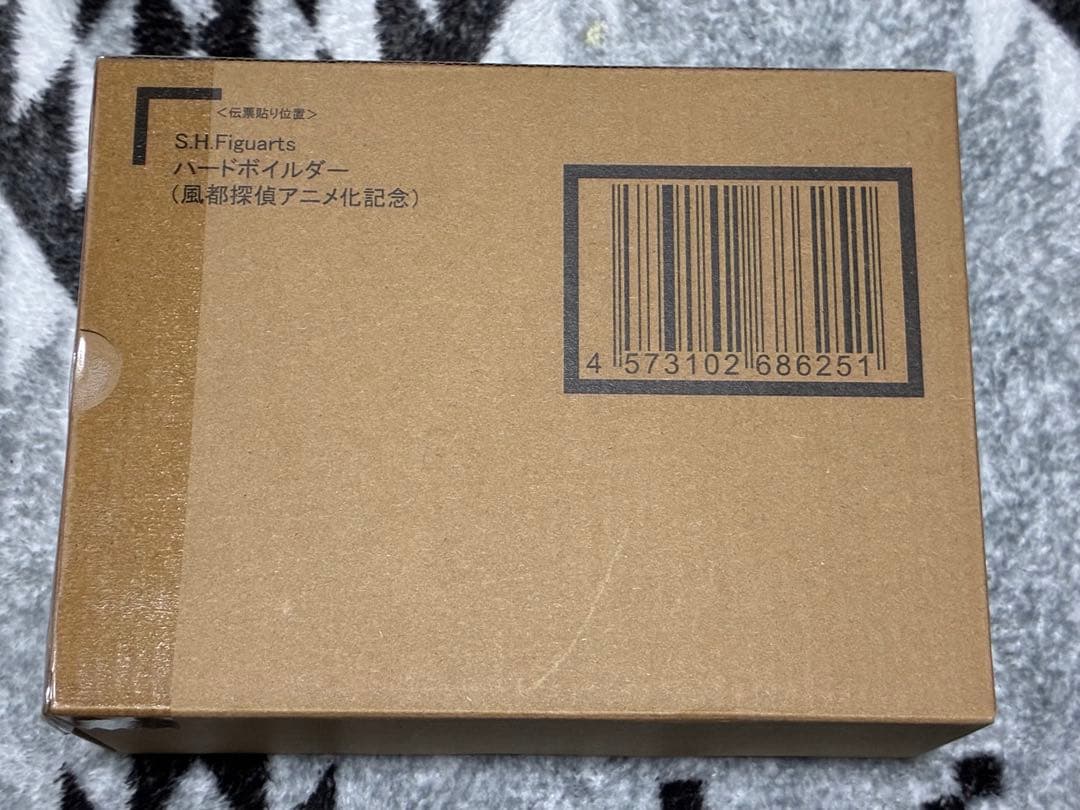 <伝票貼り位置>
S.H.Figuarts
ハードボイルダー
(風都探偵アニメ化記念)
4 573102 686251